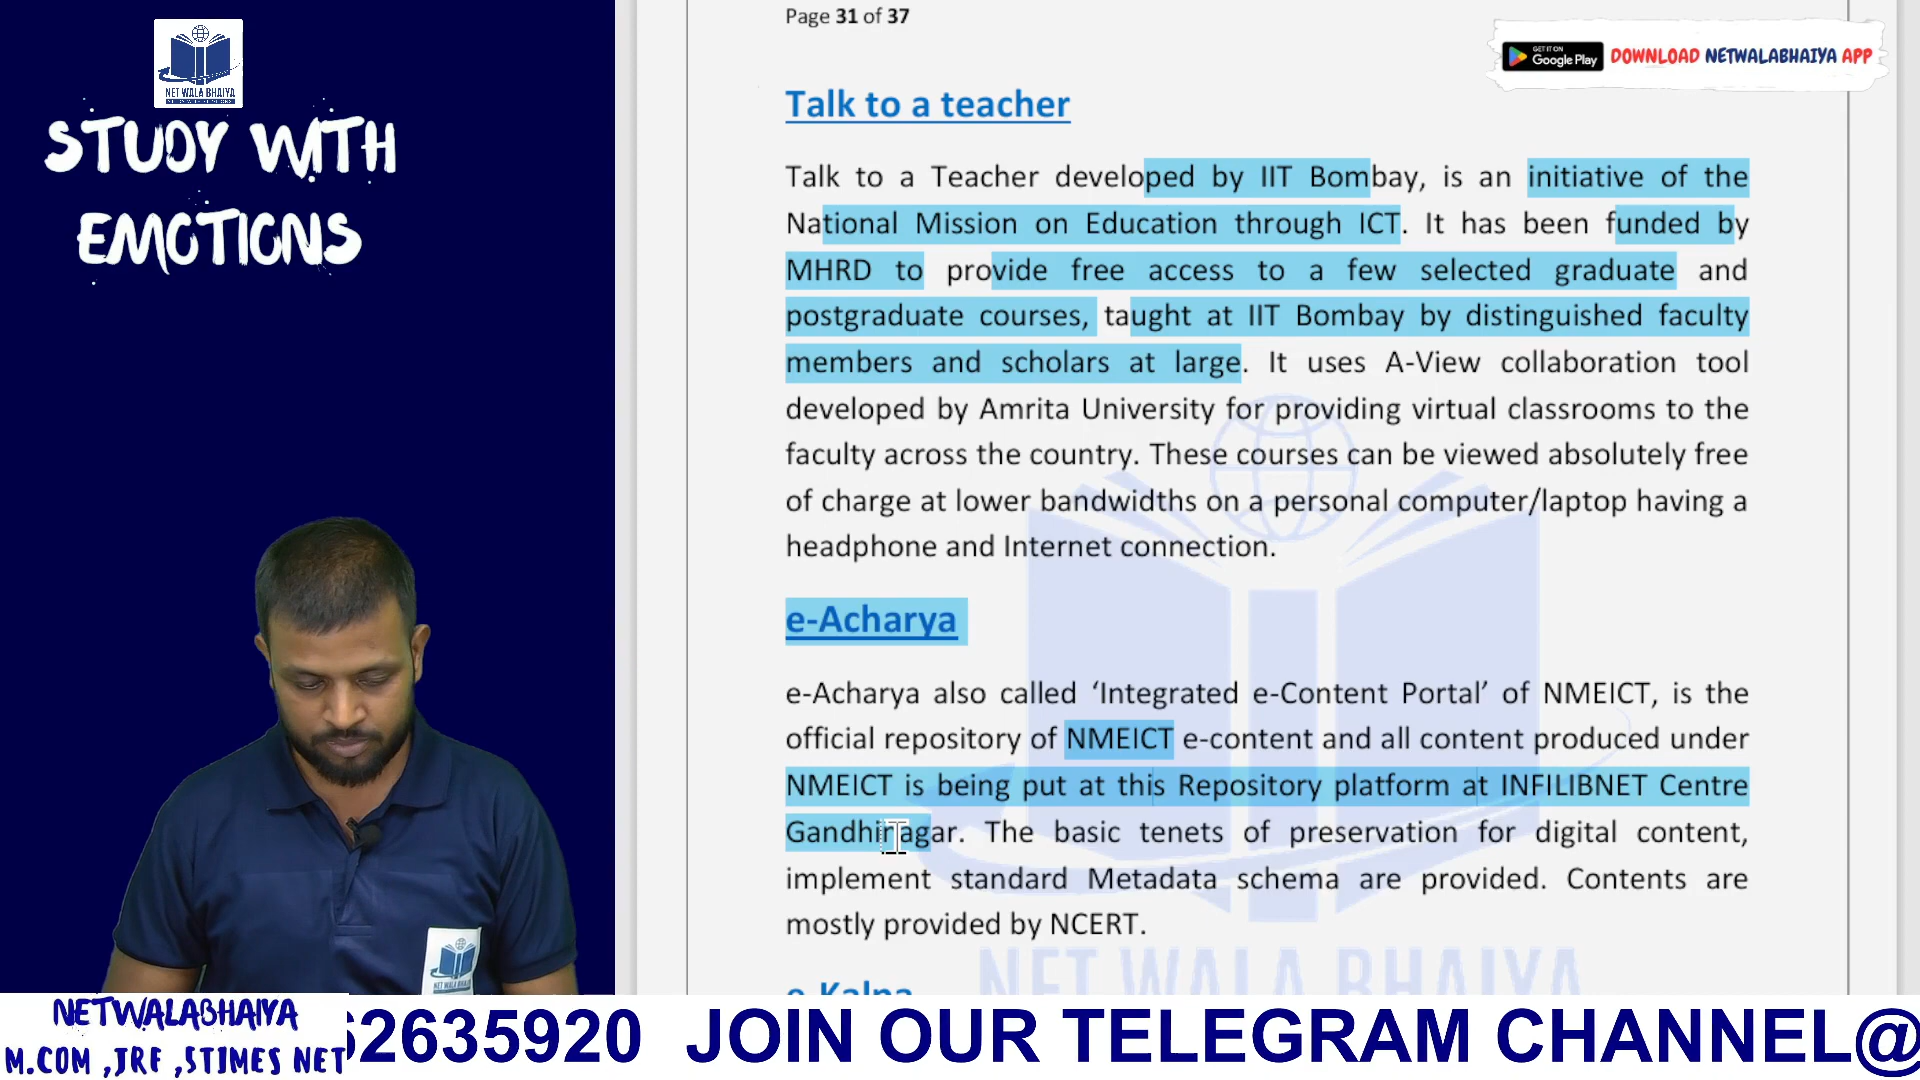 Page 31 of 37
GET IT ON
Google Play
DOWNLOAD NETWALABHAIYA APP
NET WALA BHAIYA
STUDY WITH
EMOTIONS
Talk to a teacher
Talk to a Teacher developed by IIT Bombay, is an initiative of the
National Mission on Education through ICT. It has been funded by
MHRD to provide free access to a few selected graduate and
postgraduate courses, taught at IIT Bombay by distinguished faculty
members and scholars at large. It uses A-View collaboration tool
developed by Amrita University for providing virtual classrooms to the
faculty across the country. These courses can be viewed absolutely free
of charge at lower bandwidths on a personal computer/laptop having a
headphone and Internet connection.
e-Acharya
e-Acharya also called ‘Integrated e-Content Portal’ of NMEICT, is the
official repository of NMEICT e-content and all content produced under
NMEICT is being put at this Repository platform at INFILIBNET Centre
Gandhinagar. The basic tenets of preservation for digital content,
implement standard Metadata schema are provided. Contents are
mostly provided by NCERT.
NET WALA BHAIYA
e-Kalpa
NETWALABHAIYA
M.COM ,JRF ,5TIMES NET
62635920 JOIN OUR TELEGRAM CHANNEL@